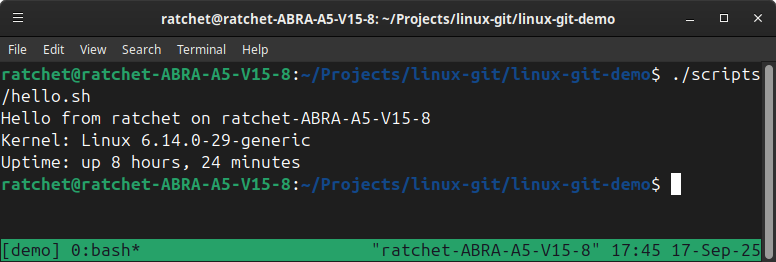 ratchet@ratchet-ABRA-A5-V15-8: ~/Projects/linux-git/linux-git-demo
File Edit View Search Terminal Help
ratchet@ratchet-ABRA-A5-V15-8:~/Projects/linux-git/linux-git-demo$ ./scripts
/hello.sh
Hello from ratchet on ratchet-ABRA-A5-V15-8
Kernel: Linux 6.14.0-29-generic
Uptime: up 8 hours, 24 minutes
ratchet@ratchet-ABRA-A5-V15-8:~/Projects/linux-git/linux-git-demo$
[demo] 0:bash* "ratchet-ABRA-A5-V15-8" 17:45 17-Sep-25